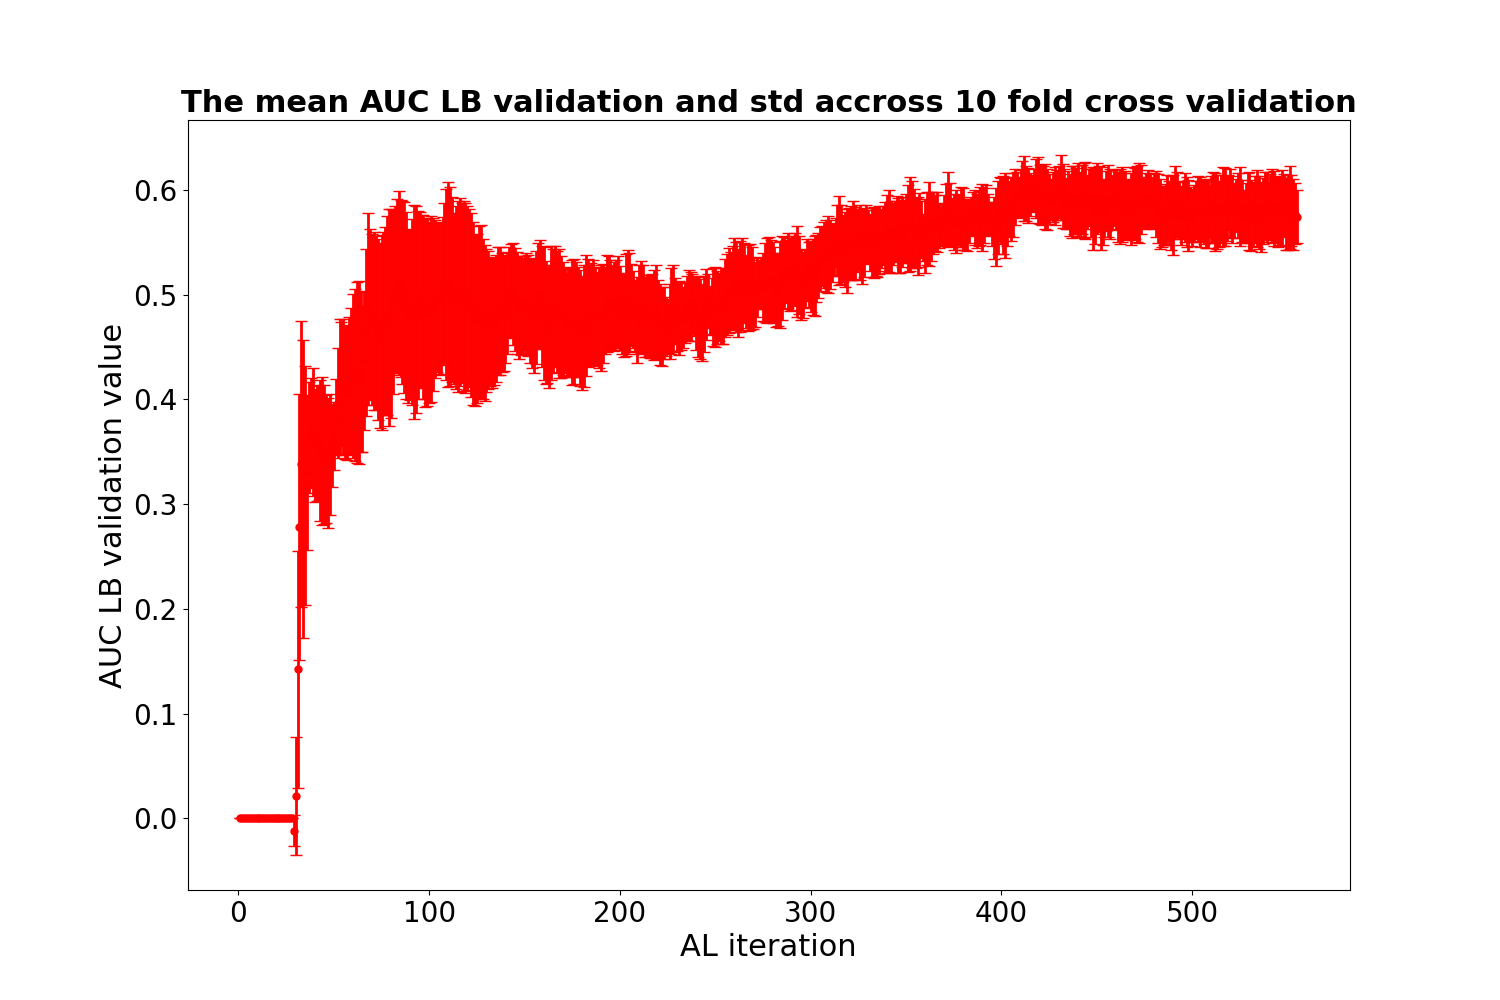 The mean AUC LB validation and std accross 10 fold cross validation
0.6
0.5
0.4
0.3
0.2
0.1
0.0
AUC LB validation value
0 100 200 300 400 500
AL iteration